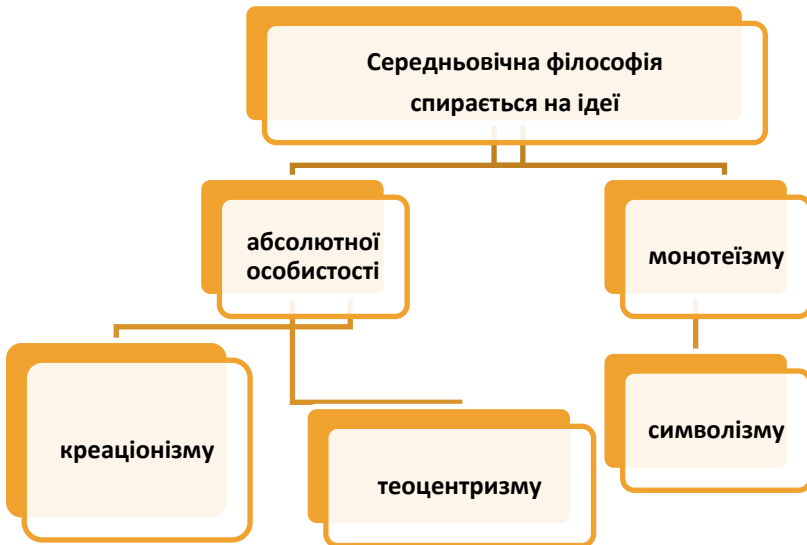 Середньовічна філософія
спирається на ідеї
абсолютної
особистості
монотеїзму
креаціонізму
теоцентризму
символізму